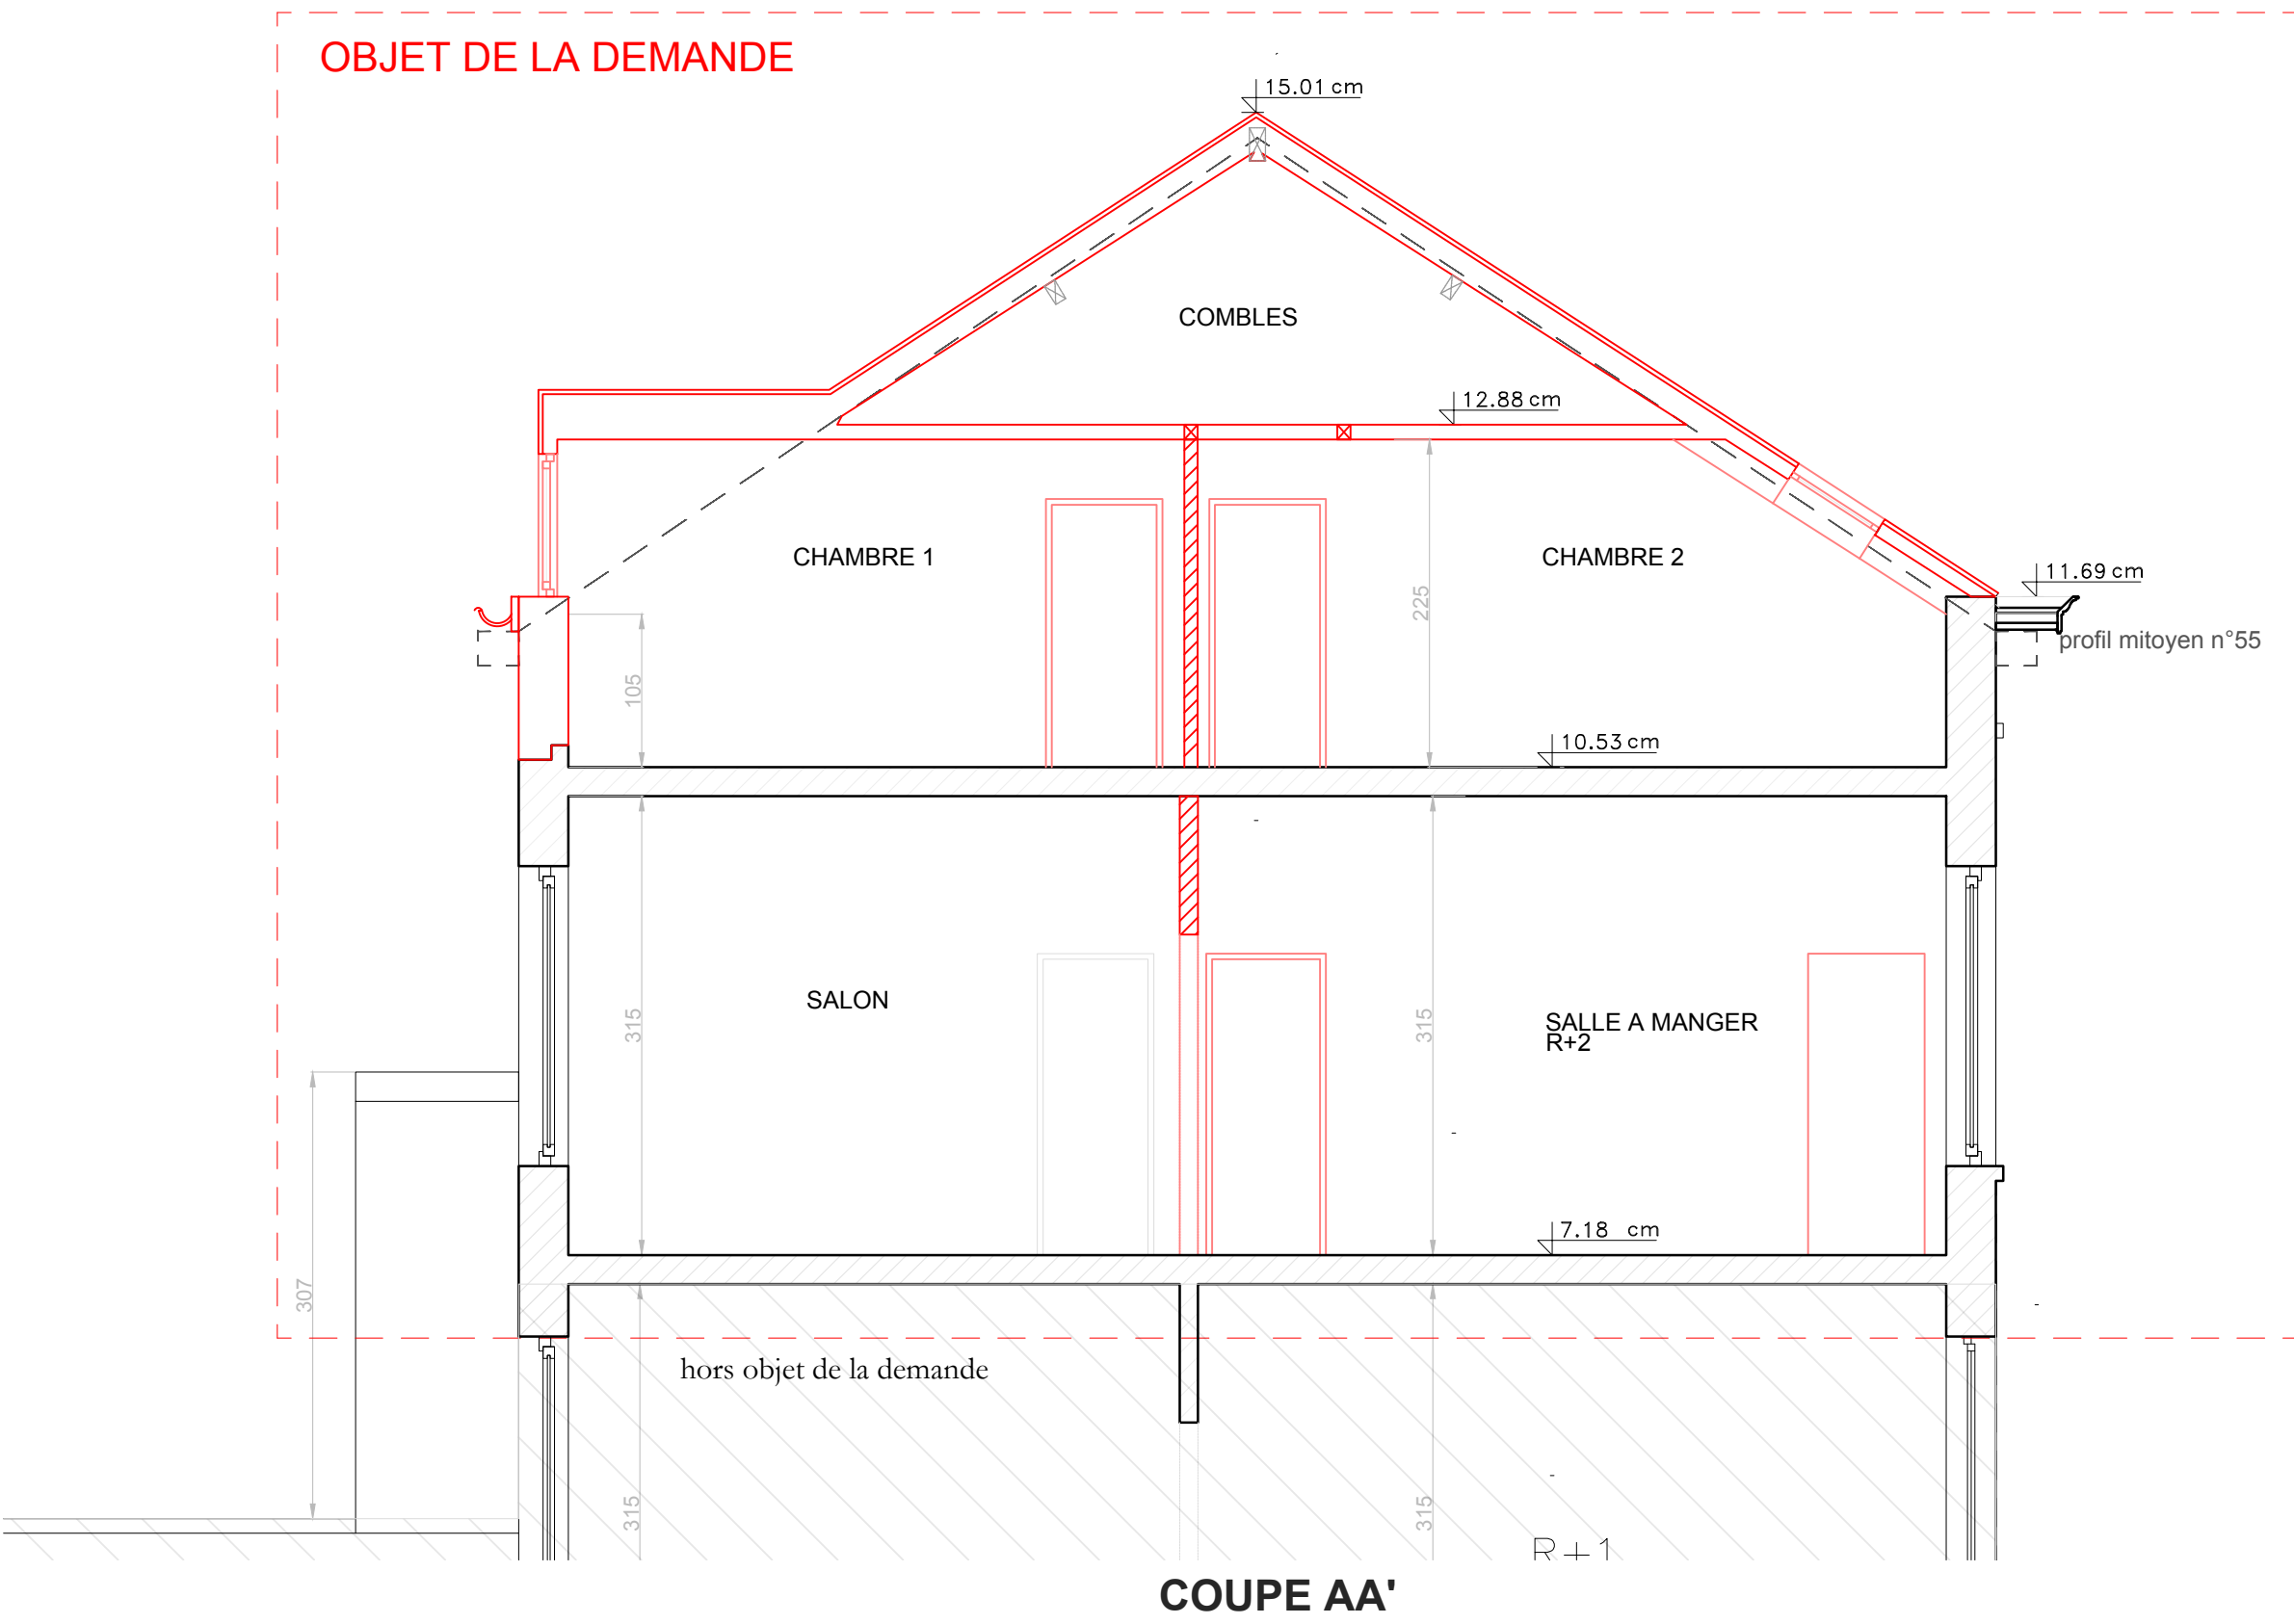 OBJET DE LA DEMANDE
15.01 cm
COMBLES
12.88 cm
CHAMBRE 1
CHAMBRE 2
225
11.69 cm
profil mitoyen n°55
105
10.53 cm
SALON
315
315
SALLE A MANGER
R+2
7.18 cm
307
hors objet de la demande
315
315
R+1
COUPE AA'